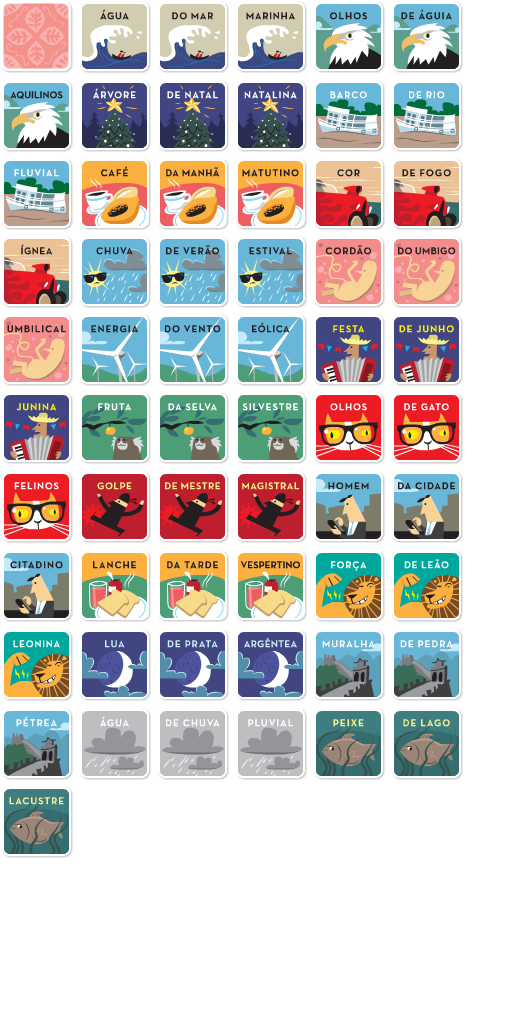 ÁGUA
DO MAR
MARINHA
OLHOS
DE ÁGUIA
AQUILINOS
ÁRVORE
DE NATAL
NATALINA
BARCO
DE RIO
FLUVIAL
CAFÉ
DA MANHÃ
MATUTINO
COR
DE FOGO
ÍGNEA
CHUVA
DE VERÃO
ESTIVAL
CORDÃO
DO UMBIGO
UMBILICAL
ENERGIA
DO VENTO
EÓLICA
FESTA
DE JUNHO
JUNINA
FRUTA
DA SELVA
SILVESTRE
OLHOS
DE GATO
FELINOS
GOLPE
DE MESTRE
MAGISTRAL
HOMEM
DA CIDADE
CITADINO
LANCHE
DA TARDE
VESPERTINO
FORÇA
DE LEÃO
LEONINA
LUA
DE PRATA
ARGÊNTEA
MURALHA
DE PEDRA
PÉTREA
ÁGUA
DE CHUVA
PLUVIAL
PEIXE
DE LAGO
LACUSTRE